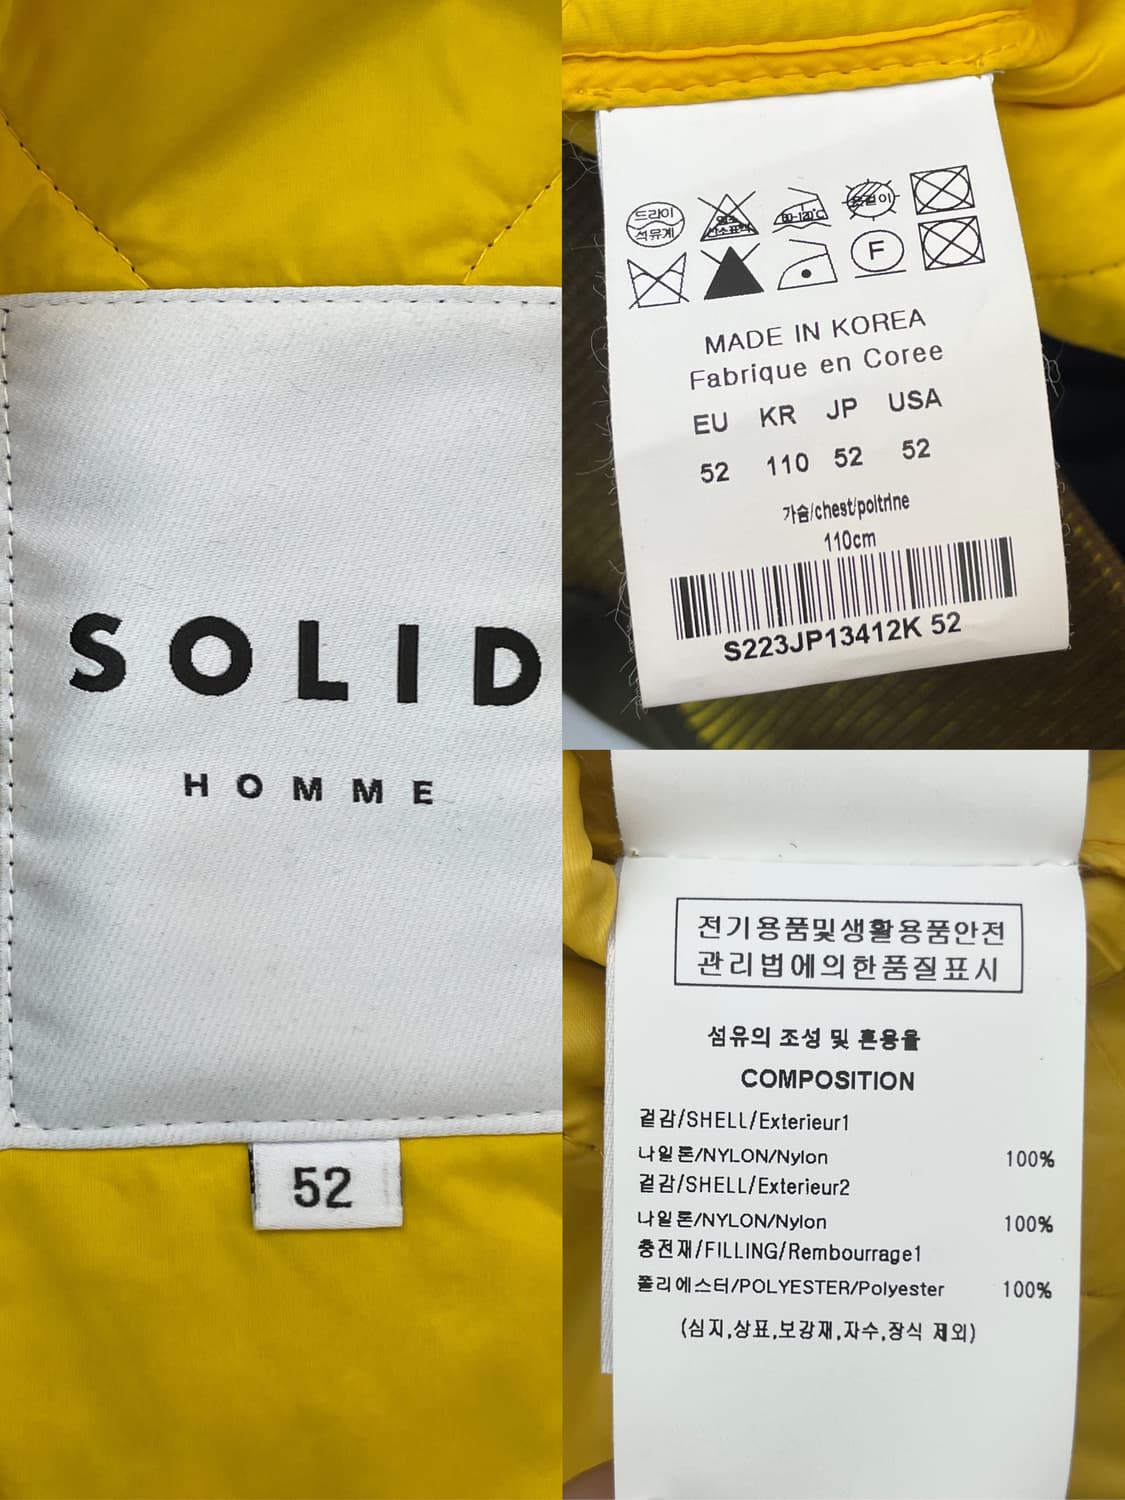 SOLID
HOMME
52
드라이
석유계
80-120℃
F
MADE IN KOREA
Fabrique en Coree
EU KR JP USA
52 110 52 52
가슴/chest/poltrine
110cm
S223JP13412K 52
전기용품및생활용품안전
관리법에의한품질표시
섬유의 조성 및 혼용율
COMPOSITION
겉감/SHELL/Exterieur1
나일론/NYLON/Nylon 100%
겉감/SHELL/Exterieur2
나일론/NYLON/Nylon 100%
충전재/FILLING/Rembourrage1
폴리에스터/POLYESTER/Polyester 100%
(심지,상표,보강재,자수,장식 제외)